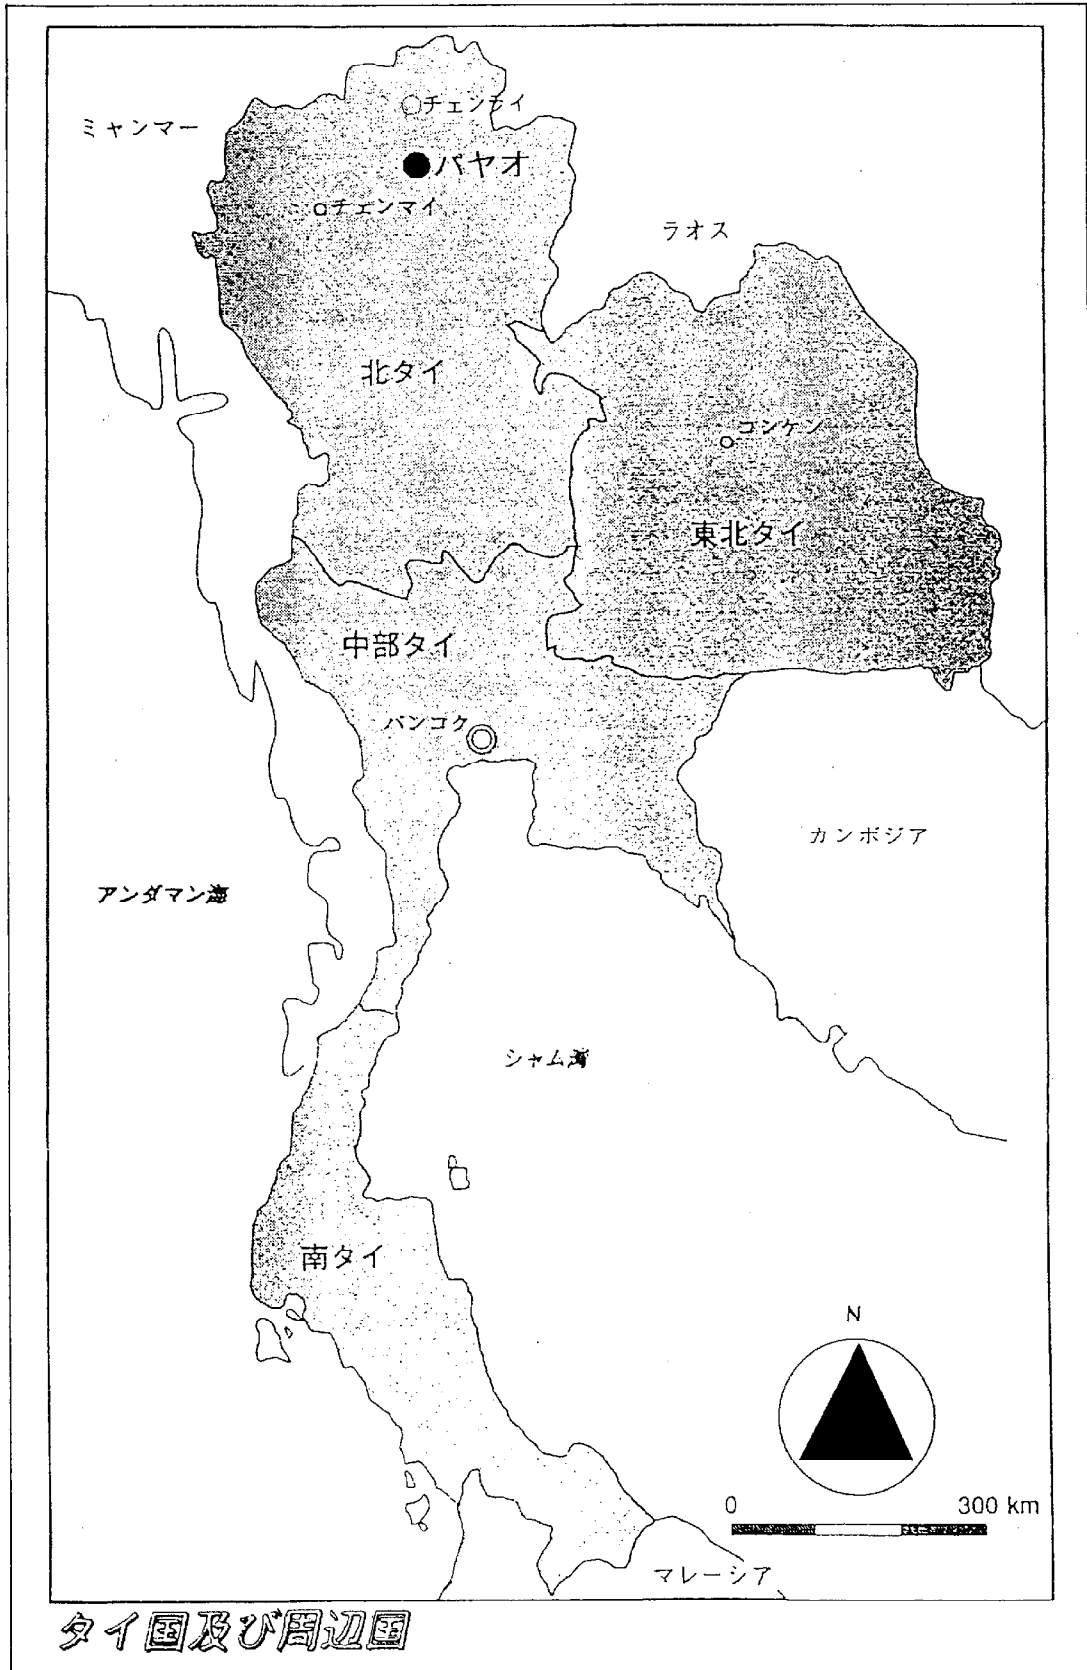 チェンライ
ミャンマー
パヤオ
チェンマイ
ラオス
北タイ
コンケン
東北タイ
中部タイ
バンコク
カンボジア
アンダマン海
シャム湾
南タイ
N
0 300 km
マレーシア
タイ国及び周辺国